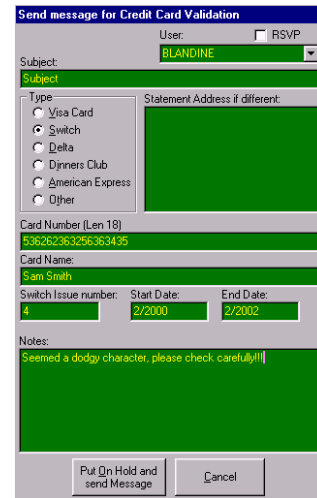 Send message for Credit Card Validation
User:
RSVP
BLANDINE
Subject:
Subject
Type
Statement Address if different:
Visa Card
Switch
Delta
Dinners Club
American Express
Other
Card Number (Len 18)
536262363256363435
Card Name:
Sam Smith
Switch Issue number: Start Date: End Date:
4 2/2000 2/2002
Notes:
Seemed a dodgy character, please check carefully!!!
Put On Hold and
send Message
Cancel